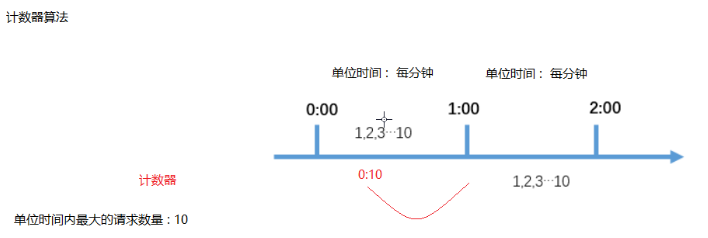 计数器算法
单位时间： 每分钟 单位时间： 每分钟
0:00 1:00 2:00
1,2,3…10
计数器 0:10 1,2,3…10
单位时间内最大的请求数量：10